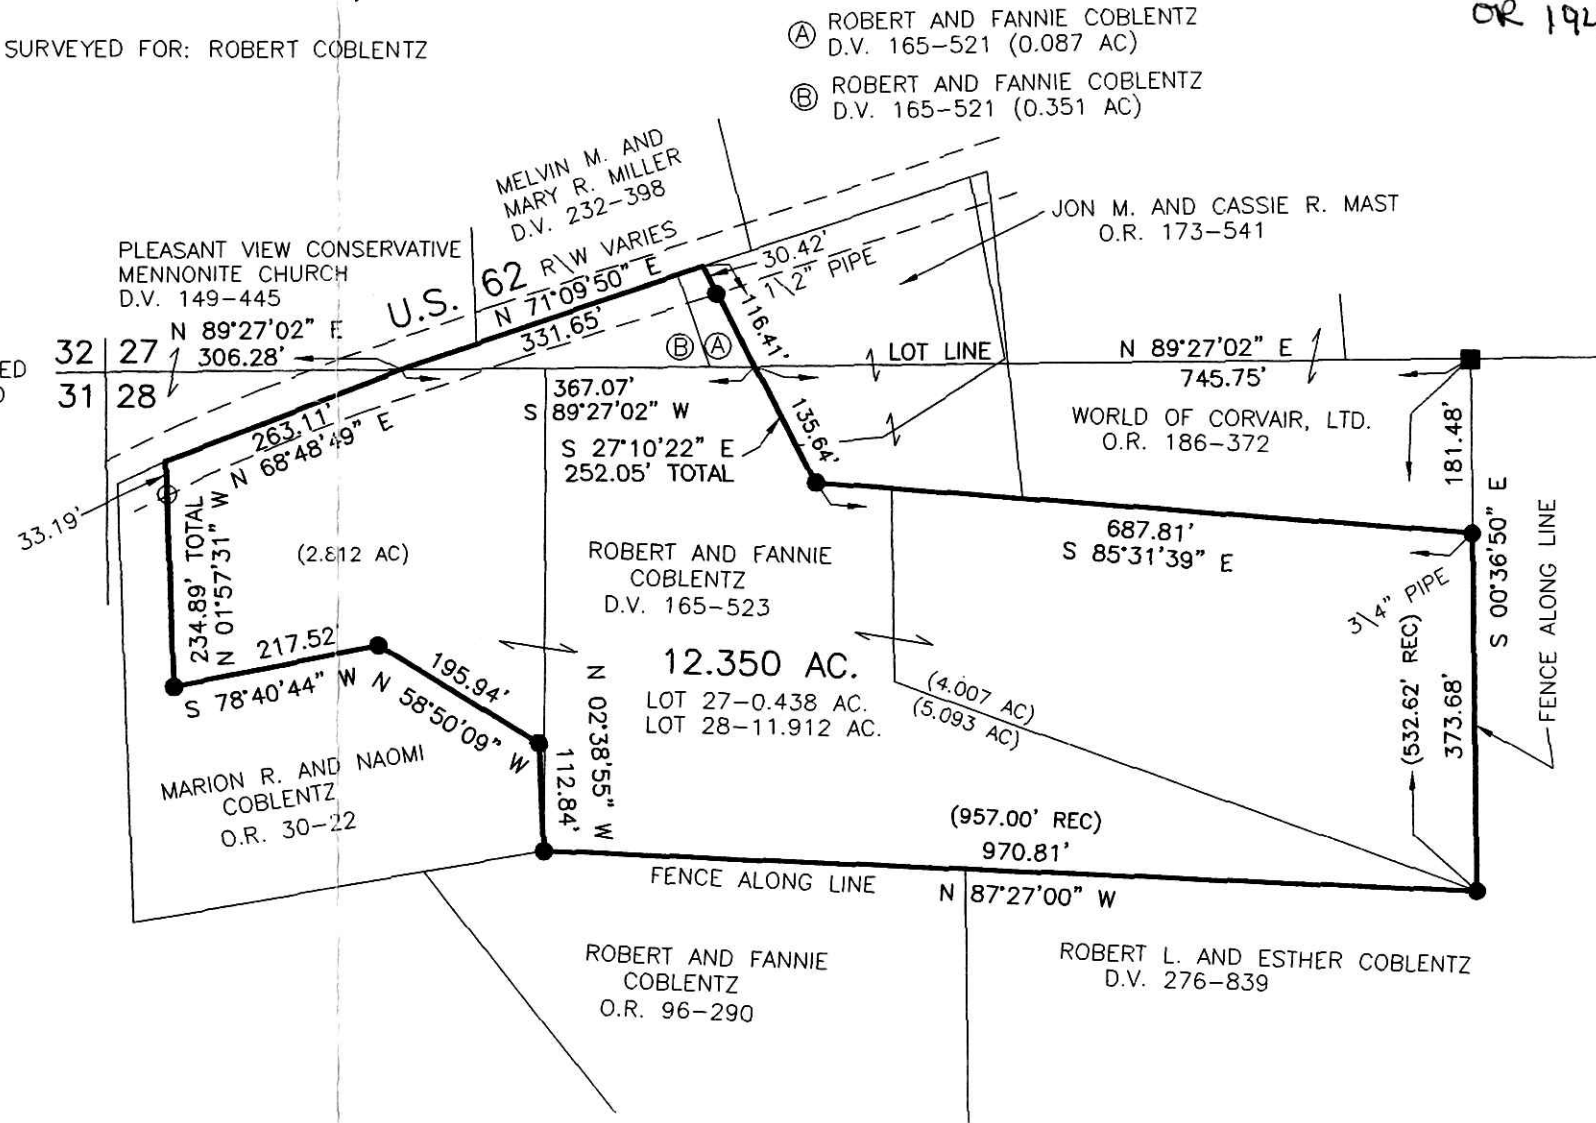 OR 192
SURVEYED FOR: ROBERT COBLENTZ
Ⓐ ROBERT AND FANNIE COBLENTZ
D.V. 165-521 (0.087 AC)
Ⓑ ROBERT AND FANNIE COBLENTZ
D.V. 165-521 (0.351 AC)
MELVIN M. AND
MARY R. MILLER
D.V. 232-398
JON M. AND CASSIE R. MAST
O.R. 173-541
PLEASANT VIEW CONSERVATIVE
MENNONITE CHURCH
D.V. 149-445
U.S. 62 R\W VARIES
N 71°09'50" E
331.65'
30.42'
1\2" PIPE
116.41'
N 89°27'02" E
306.28'
ED
32 27
31 28
Ⓑ Ⓐ
LOT LINE
N 89°27'02" E
745.75'
367.07'
S 89°27'02" W
263.11'
N 68°48'49" E
135.64'
S 27°10'22" E
252.05' TOTAL
WORLD OF CORVAIR, LTD.
O.R. 186-372
181.48'
S 00°36'50" E
FENCE ALONG LINE
33.19'
234.89' TOTAL
N 01°57'31" W
(2.812 AC)
ROBERT AND FANNIE
COBLENTZ
D.V. 165-523
687.81'
S 85°31'39" E
3\4" PIPE
(532.62' REC)
373.68'
217.52'
S 78°40'44" W
195.94'
N 58°50'09" W
N 02°38'55" W
112.84'
12.350 AC.
LOT 27-0.438 AC.
LOT 28-11.912 AC.
(4.007 AC)
(5.093 AC)
MARION R. AND NAOMI
COBLENTZ
O.R. 30-22
(957.00' REC)
970.81'
FENCE ALONG LINE
N 87°27'00" W
ROBERT AND FANNIE
COBLENTZ
O.R. 96-290
ROBERT L. AND ESTHER COBLENTZ
D.V. 276-839